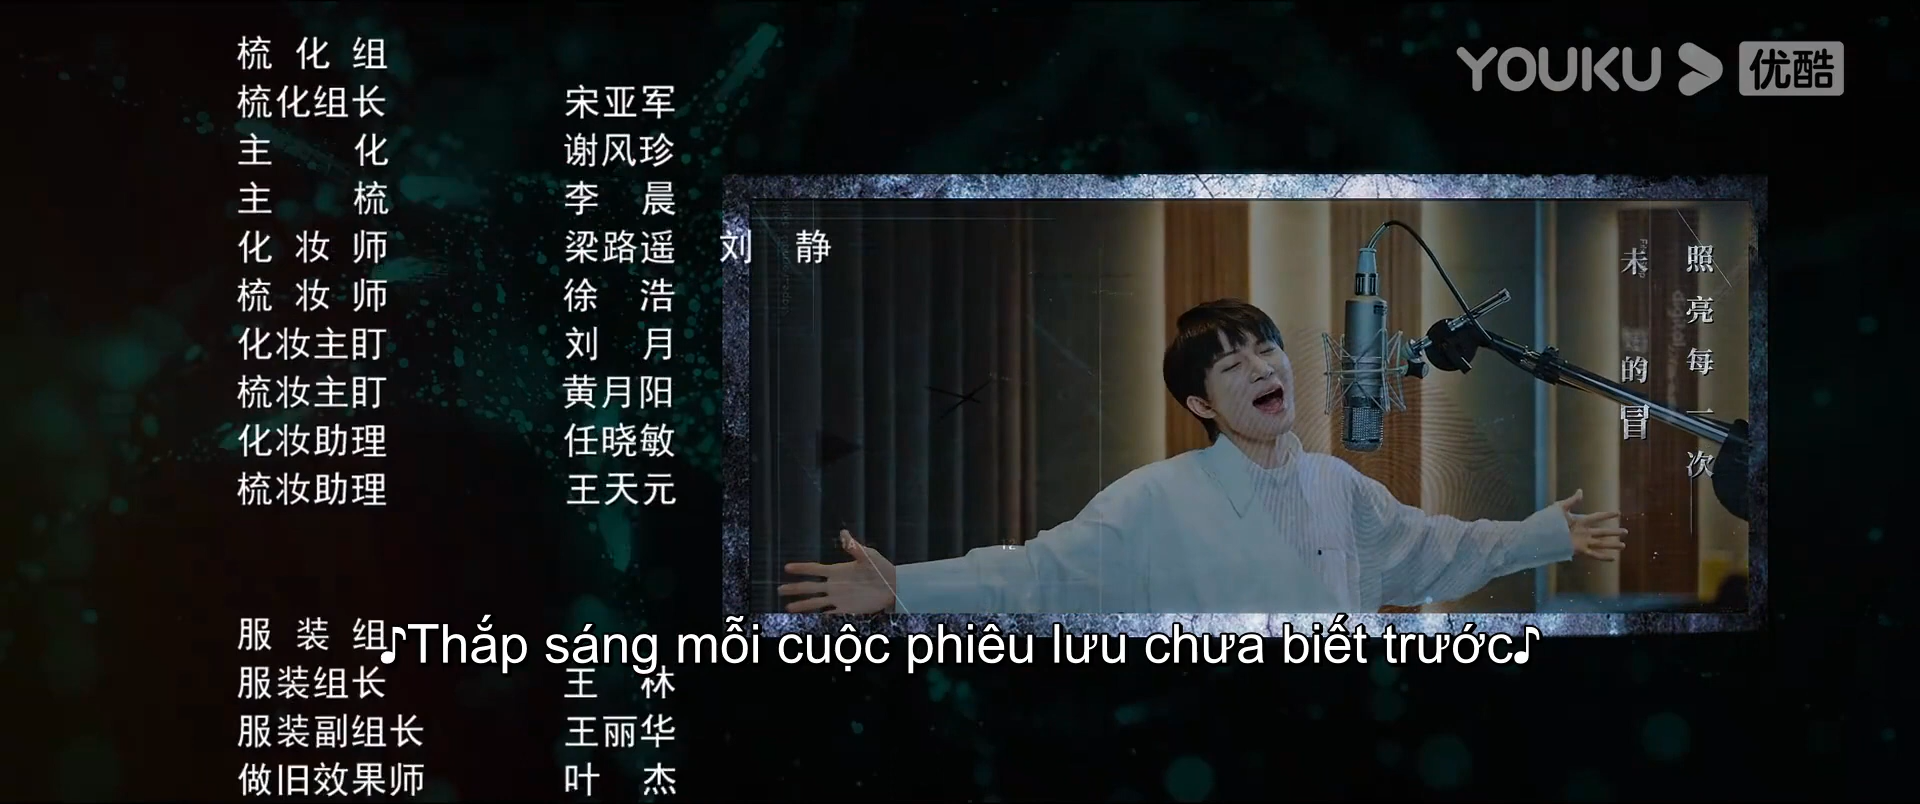 YOUKU 优酷
梳化组
梳化组长 宋亚军
主化 谢风珍
主梳 李晨
化妆师 梁路遥 刘静
梳妆师 徐浩
化妆主盯 刘月
梳妆主盯 黄月阳
化妆助理 任晓敏
梳妆助理 王天元
照亮每一次
未 的冒
服装组
♪Thắp sáng mỗi cuộc phiêu lưu chưa biết trước♪
服装组长 王
服装副组长 王丽华
做旧效果师 叶杰